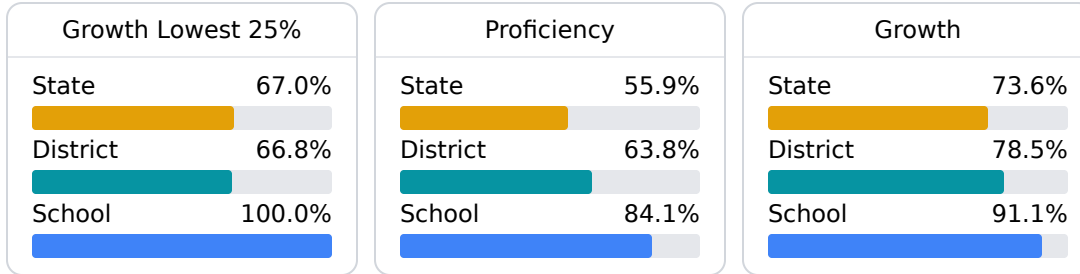 Growth Lowest 25%
State 67.0%
District 66.8%
School 100.0%
Proficiency
State 55.9%
District 63.8%
School 84.1%
Growth
State 73.6%
District 78.5%
School 91.1%